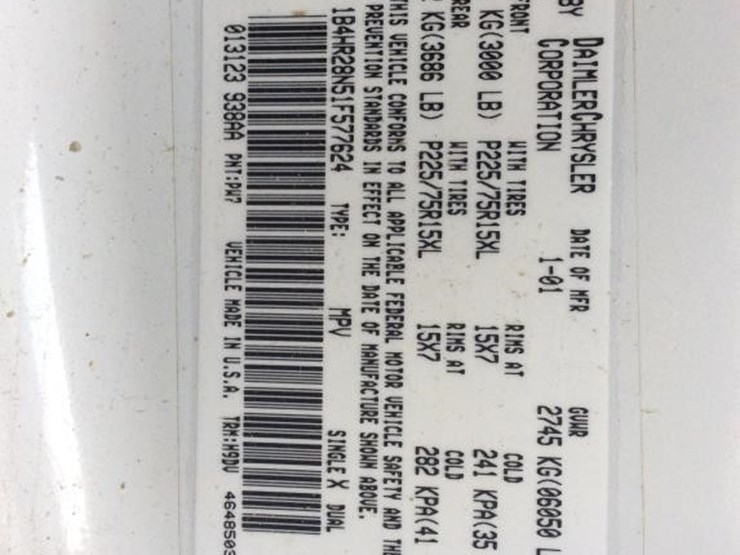 BY DAIMLERCHRYSLER DATE OF MFR GVWR
CORPORATION 1-01 2745 KG(06050 L
FRONT WITH TIRES RIMS AT COLD
KG(3000 LB) P225/75R15XL 15X7 241 KPA(35
REAR WITH TIRES RIMS AT COLD
KG(3686 LB) P225/75R15XL 15X7 282 KPA(41
THIS VEHICLE CONFORMS TO ALL APPLICABLE FEDERAL MOTOR VEHICLE SAFETY AND TH
PREVENTION STANDARDS IN EFFECT ON THE DATE OF MANUFACTURE SHOWN ABOVE.
1B4HR28N51F577624 TYPE: MPV SINGLE X DUAL
013123 938AA PNT:PW7 VEHICLE MADE IN U.S.A. TRM:H9DV 4648503